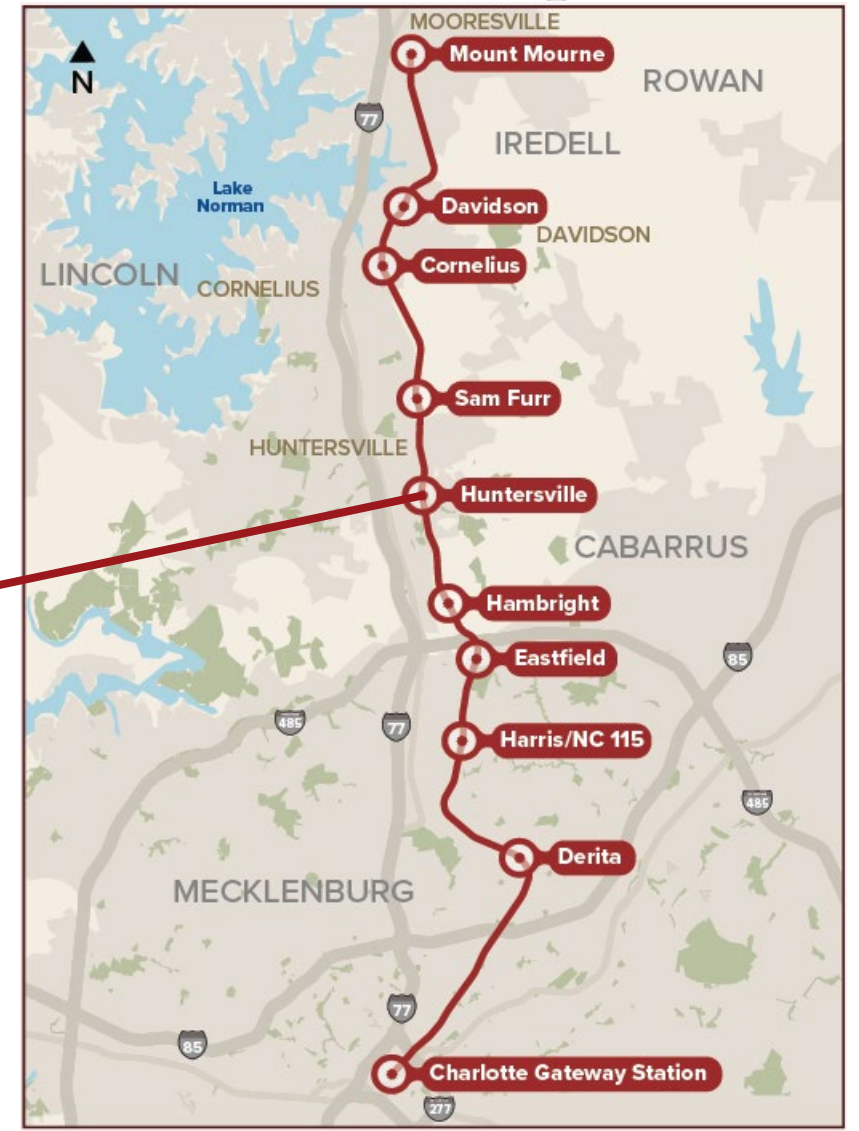 MOORESVILLE
Mount Mourne
N
ROWAN
77
IREDELL
Lake
Norman
Davidson
DAVIDSON
Cornelius
LINCOLN
CORNELIUS
Sam Furr
HUNTERSVILLE
Huntersville
CABARRUS
Hambright
Eastfield
85
485
77
Harris/NC 115
485
Derita
MECKLENBURG
77
85
Charlotte Gateway Station
277